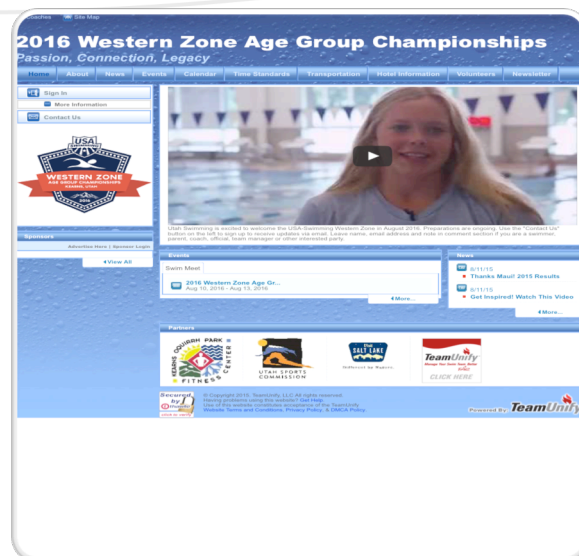 Coaches Site Map
2016 Western Zone Age Group Championships
Passion, Connection, Legacy
Home About News Events Calendar Time Standards Transportation Hotel Information Volunteers Newsletter
Sign In
More Information
Contact Us
USA
SWIMMING
WESTERN ZONE
AGE GROUP CHAMPIONSHIPS
KEARNS, UTAH
2016
Sponsors
Advertise Here | Sponsor Login
View All
Utah Swimming is excited to welcome the USA-Swimming Western Zone in August 2016. Preparations are ongoing. Use the "Contact Us"
button on the left to sign up to receive updates via email. Leave name, email address and note in comment section if you are a swimmer,
parent, coach, official, team manager or other interested party.
Events
Swim Meet
2016 Western Zone Age Gr...
Aug 10, 2016 - Aug 13, 2016
More...
News
8/11/15
Thanks Maui! 2015 Results
8/11/15
Get Inspired! Watch This Video
More...
Partners
KEARNS OQUIRRH PARK
FITNESS CENTER
UTAH SPORTS
COMMISSION
Visit
SALT LAKE
Different by Nature.
TeamUnify
CLICK HERE
Secured
by
click to verify
© Copyright 2015. TeamUnify, LLC All rights reserved.
Having problems using the website? Get Help.
Use of this website constitutes acceptance of the TeamUnify
Website Terms and Conditions, Privacy Policy, & DMCA Policy.
Powered By TeamUnify